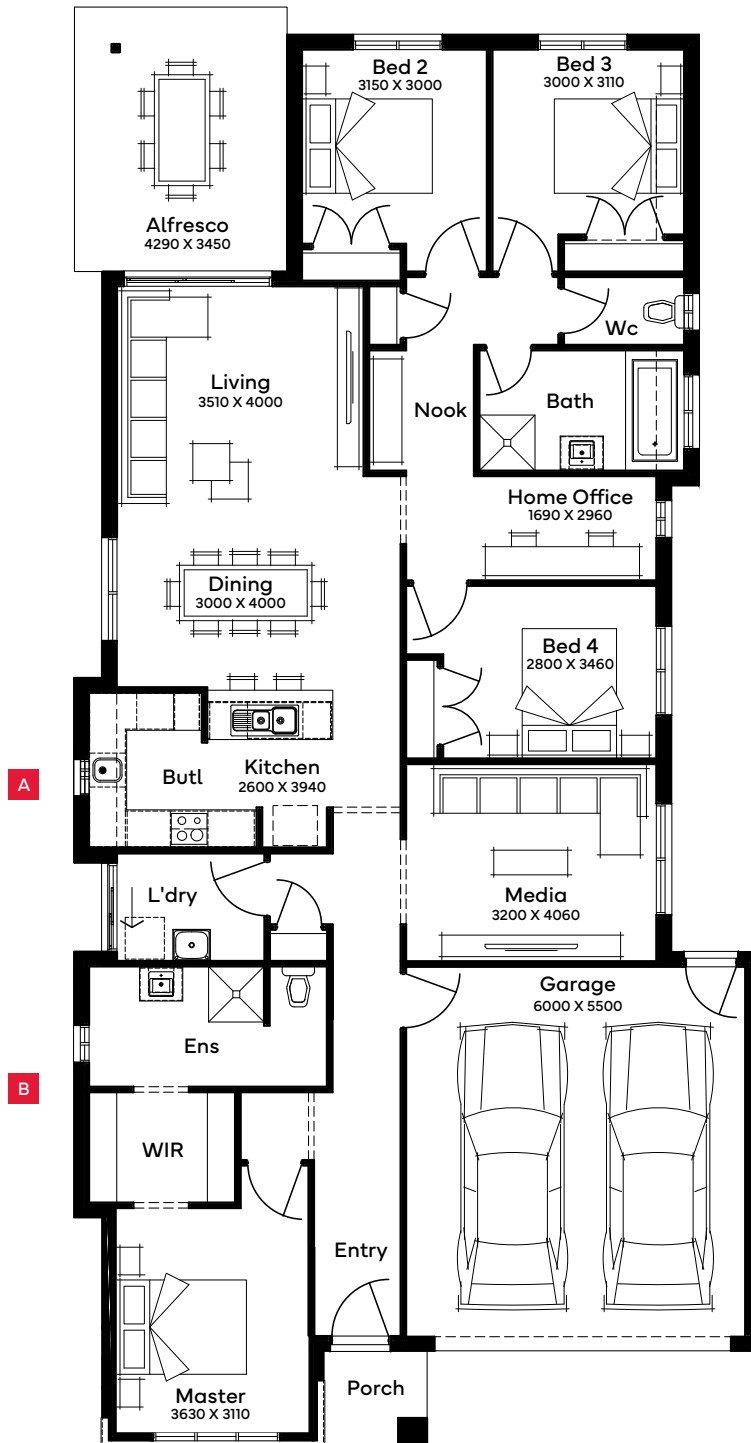 Bed 2
3150 X 3000
Bed 3
3000 X 3110
Alfresco
4290 X 3450
Wc
Living
3510 X 4000
Nook
Bath
Home Office
1690 X 2960
Dining
3000 X 4000
Bed 4
2800 X 3460
A
Butl
Kitchen
2600 X 3940
L'dry
Media
3200 X 4060
Garage
6000 X 5500
Ens
B
WIR
Entry
Master
3630 X 3110
Porch